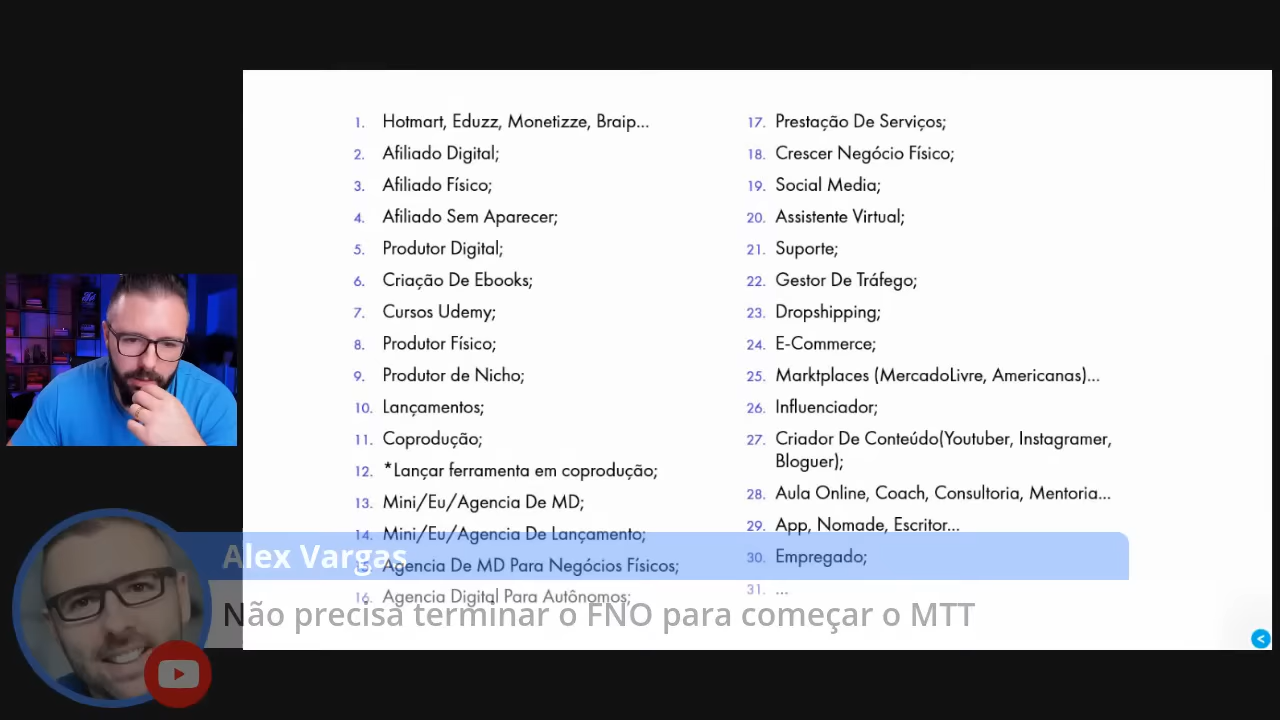 1. Hotmart, Eduzz, Monetizze, Braip...
2. Afiliado Digital;
3. Afiliado Físico;
4. Afiliado Sem Aparecer;
5. Produtor Digital;
6. Criação De Ebooks;
7. Cursos Udemy;
8. Produtor Físico;
9. Produtor de Nicho;
10. Lançamentos;
11. Coprodução;
12. *Lançar ferramenta em coprodução;
13. Mini/Eu/Agencia De MD;
14. Mini/Eu/Agencia De Lançamento;
15. Agencia De MD Para Negócios Físicos;
16. Agencia Digital Para Autônomos;
17. Prestação De Serviços;
18. Crescer Negócio Físico;
19. Social Media;
20. Assistente Virtual;
21. Suporte;
22. Gestor De Tráfego;
23. Dropshipping;
24. E-Commerce;
25. Marktplaces (MercadoLivre, Americanas)...
26. Influenciador;
27. Criador De Conteúdo(Youtuber, Instagramer,
Bloguer);
28. Aula Online, Coach, Consultoria, Mentoria...
29. App, Nomade, Escritor...
30. Empregado;
31. ...
Alex Vargas
Não precisa terminar o FNO para começar o MTT